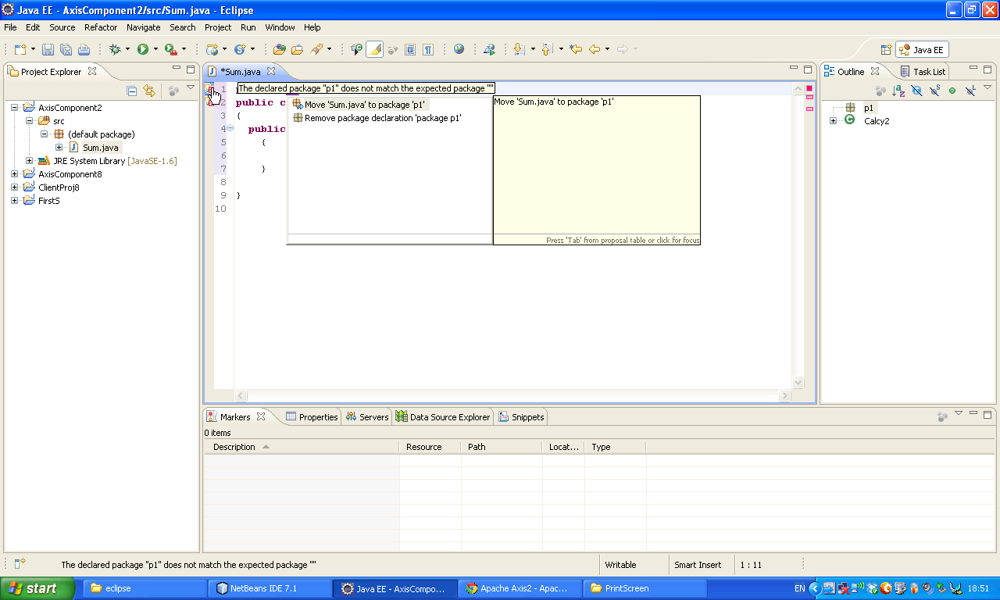 Java EE - AxisComponent2/src/Sum.java - Eclipse
File Edit Source Refactor Navigate Search Project Run Window Help
Java EE
Project Explorer
AxisComponent2
src
(default package)
Sum.java
JRE System Library [JavaSE-1.6]
AxisComponent8
ClientProj8
FirstS
*Sum.java
1
The declared package "p1" does not match the expected package ""
2 public c
3 {
4 public
5 {
6
7 }
8
9 }
10
Move 'Sum.java' to package 'p1'
Remove package declaration 'package p1'
Move 'Sum.java' to package 'p1'
Press 'Tab' from proposal table or click for focus
Outline Task List
p1
Calcy2
Markers Properties Servers Data Source Explorer Snippets
0 items
Description Resource Path Locat... Type
The declared package "p1" does not match the expected package "" Writable Smart Insert 1 : 11
start eclipse NetBeans IDE 7.1 Java EE - AxisCompo... Apache Axis2 - Apac... PrintScreen EN 18:51